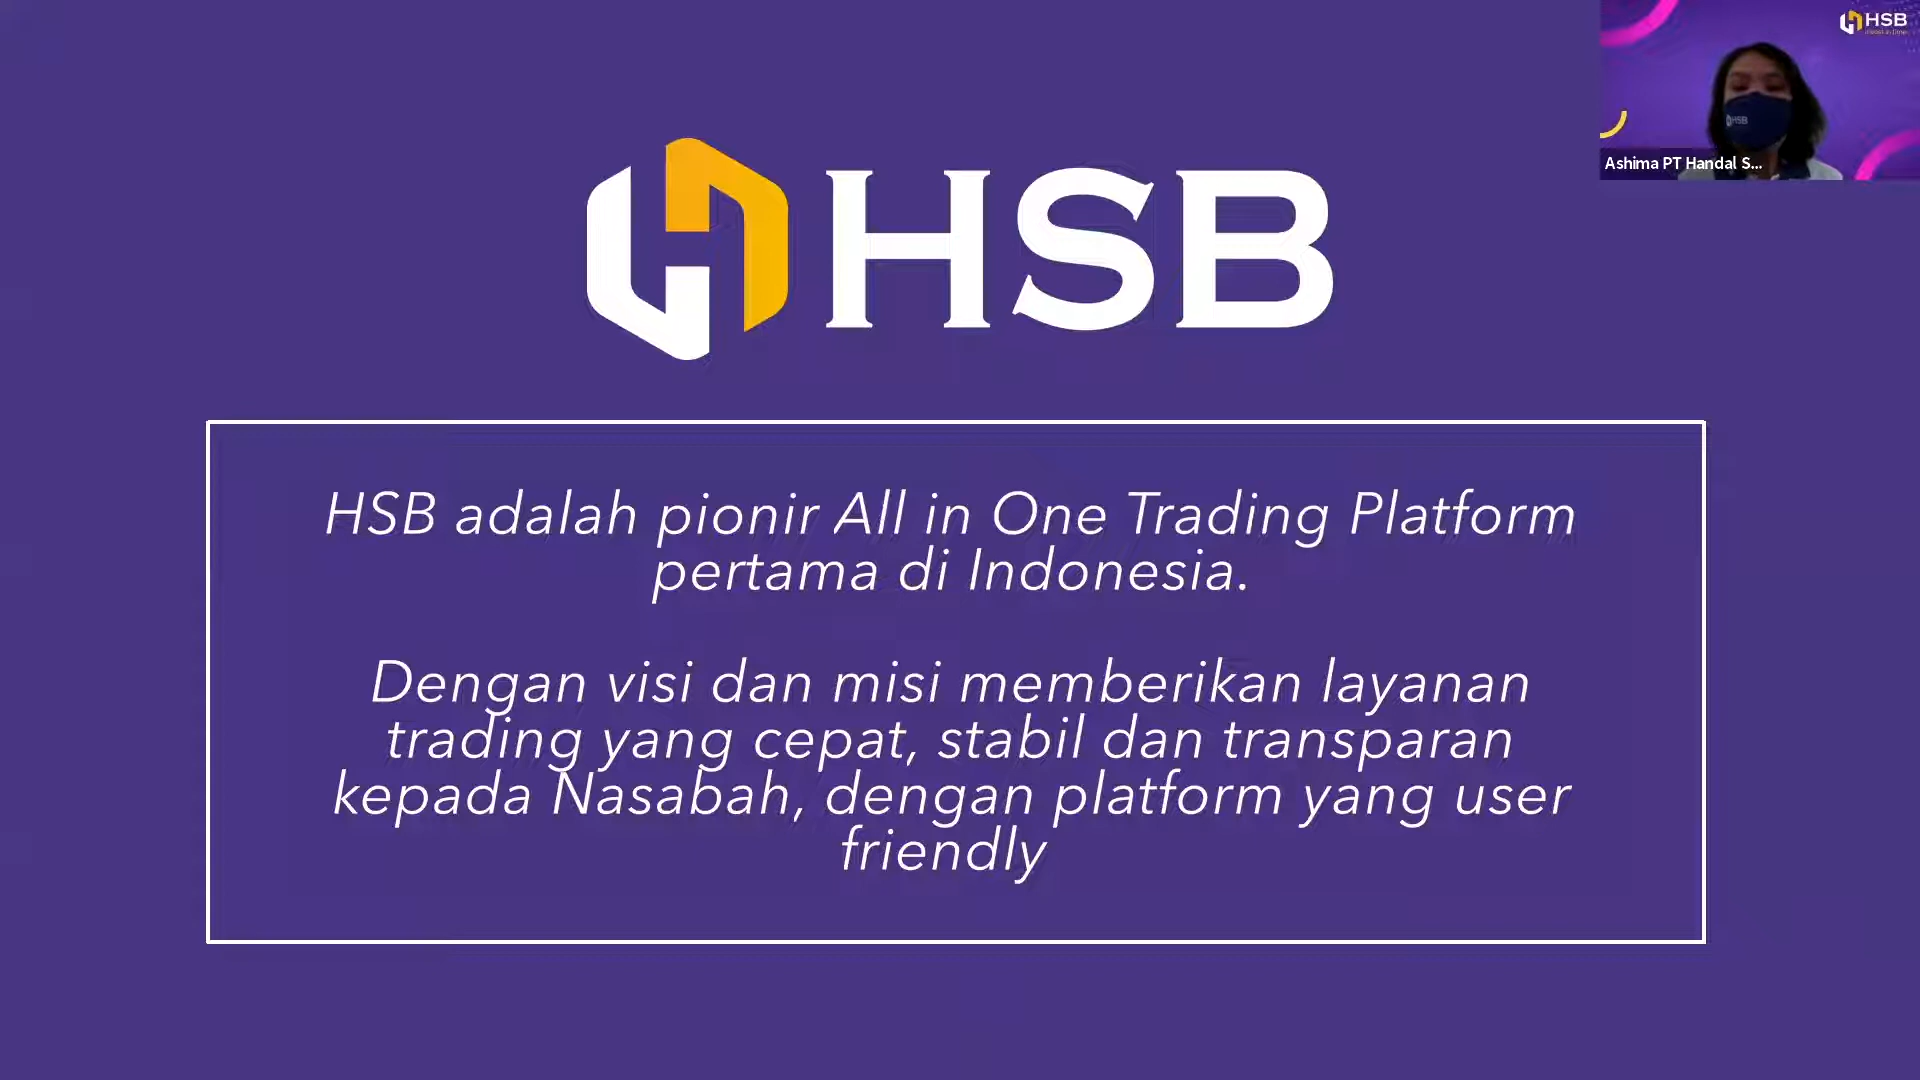 HSB
HSB
HSB
Ashima PT Handal S...
HSB adalah pionir All in One Trading Platform
pertama di Indonesia.
Dengan visi dan misi memberikan layanan
trading yang cepat, stabil dan transparan
kepada Nasabah, dengan platform yang user
friendly